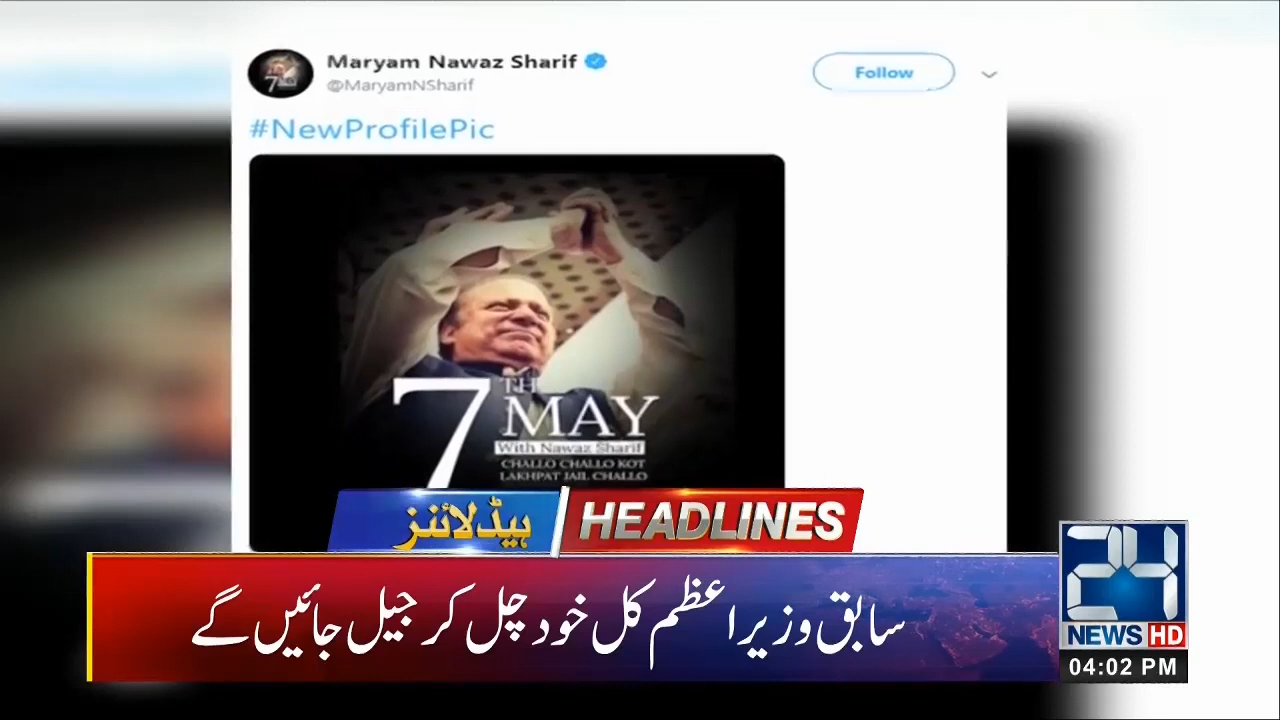 Maryam Nawaz Sharif
@MaryamNSharif
Follow
#NewProfilePic
7TH
MAY
With Nawaz Sharif
CHALLO CHALLO KOT
LAKHPAT JAIL CHALLO
ہیڈلائنز
HEADLINES
سابق وزیراعظم کل خود چل کر جیل جائیں گے
24
NEWS HD
04:02 PM